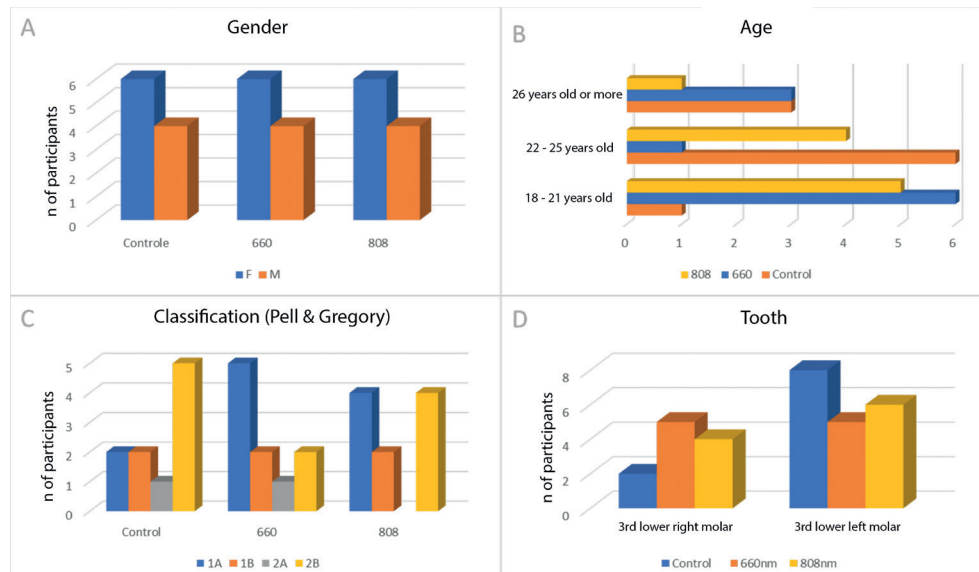 A
Gender
n of participants
6
5
4
3
2
1
0
Controle 660 808
F M
B
Age
26 years old or more
22 - 25 years old
18 - 21 years old
0 1 2 3 4 5 6
808 660 Control
C
Classification (Pell & Gregory)
n of participants
5
4
3
2
1
0
Control 660 808
1A 1B 2A 2B
D
Tooth
n of participants
8
6
4
2
0
3rd lower right molar 3rd lower left molar
Control 660nm 808nm